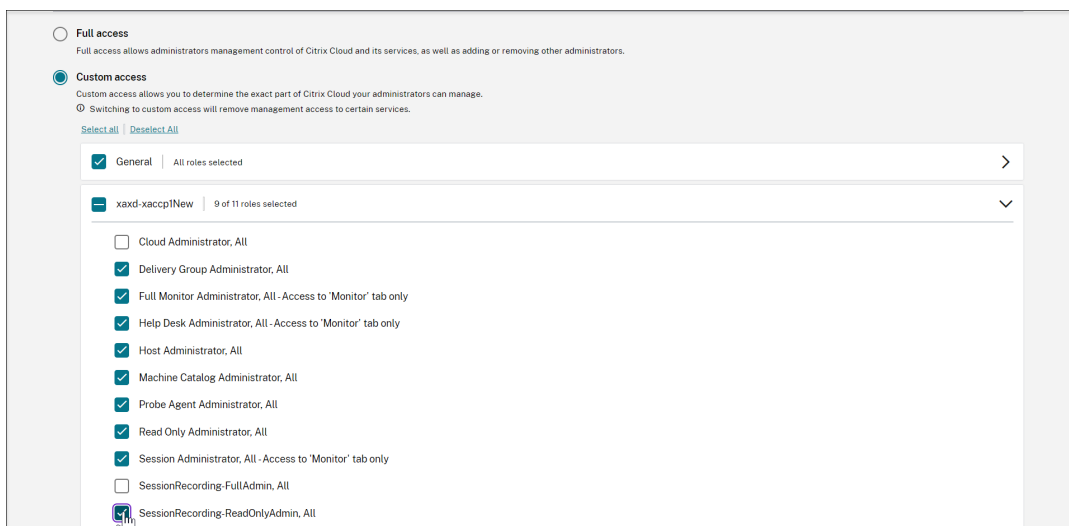 Full access
Full access allows administrators management control of Citrix Cloud and its services, as well as adding or removing other administrators.
Custom access
Custom access allows you to determine the exact part of Citrix Cloud your administrators can manage.
Switching to custom access will remove management access to certain services.
Select all | Deselect All
General | All roles selected
xaxd-xaccp1New | 9 of 11 roles selected
Cloud Administrator, All
Delivery Group Administrator, All
Full Monitor Administrator, All - Access to 'Monitor' tab only
Help Desk Administrator, All - Access to 'Monitor' tab only
Host Administrator, All
Machine Catalog Administrator, All
Probe Agent Administrator, All
Read Only Administrator, All
Session Administrator, All - Access to 'Monitor' tab only
SessionRecording-FullAdmin, All
SessionRecording-ReadOnlyAdmin, All